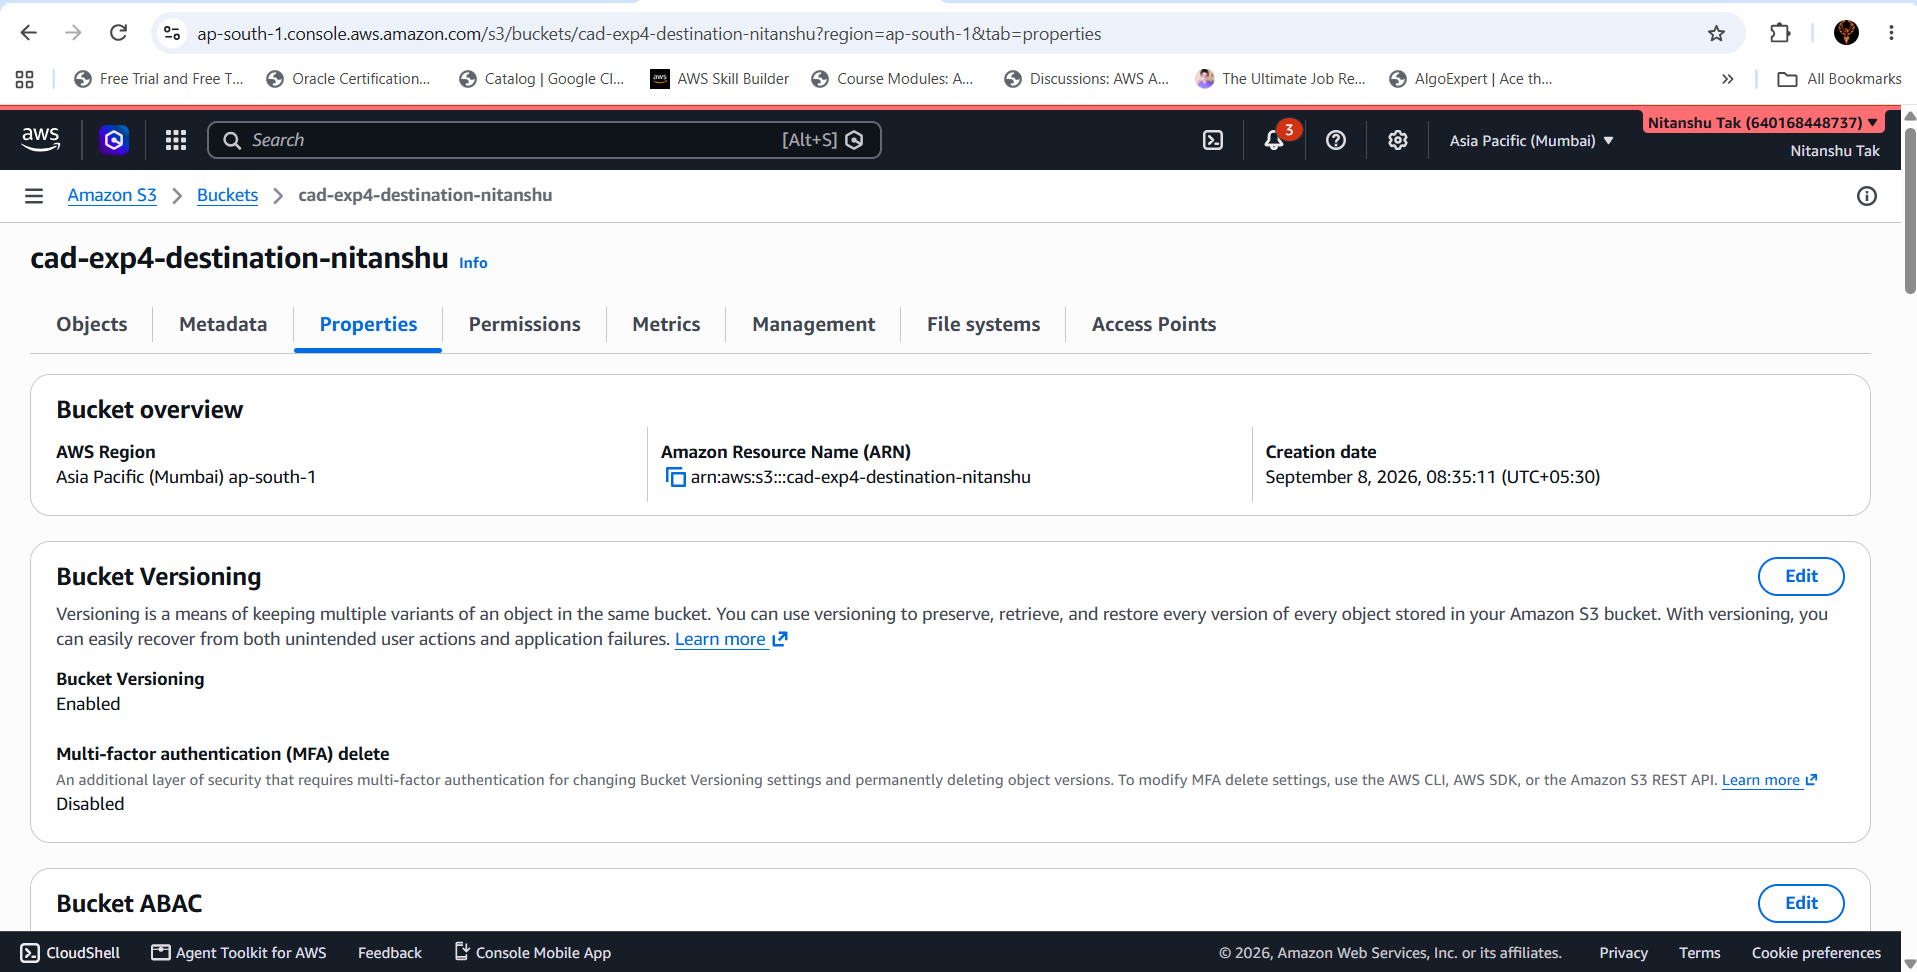 ap-south-1.console.aws.amazon.com/s3/buckets/cad-exp4-destination-nitanshu?region=ap-south-1&tab=properties
Free Trial and Free T... Oracle Certification... Catalog | Google Cl... aws AWS Skill Builder Course Modules: A... Discussions: AWS A... The Ultimate Job Re... AlgoExpert | Ace th... » All Bookmarks
aws Search [Alt+S] 3 Asia Pacific (Mumbai) ▼ Nitanshu Tak (640168448737) ▼
Nitanshu Tak
Amazon S3 > Buckets > cad-exp4-destination-nitanshu
cad-exp4-destination-nitanshu Info
Objects Metadata Properties Permissions Metrics Management File systems Access Points
Bucket overview
AWS Region Amazon Resource Name (ARN) Creation date
Asia Pacific (Mumbai) ap-south-1 arn:aws:s3:::cad-exp4-destination-nitanshu September 8, 2026, 08:35:11 (UTC+05:30)
Bucket Versioning Edit
Versioning is a means of keeping multiple variants of an object in the same bucket. You can use versioning to preserve, retrieve, and restore every version of every object stored in your Amazon S3 bucket. With versioning, you
can easily recover from both unintended user actions and application failures. Learn more
Bucket Versioning
Enabled
Multi-factor authentication (MFA) delete
An additional layer of security that requires multi-factor authentication for changing Bucket Versioning settings and permanently deleting object versions. To modify MFA delete settings, use the AWS CLI, AWS SDK, or the Amazon S3 REST API. Learn more
Disabled
Bucket ABAC Edit
CloudShell Agent Toolkit for AWS Feedback Console Mobile App © 2026, Amazon Web Services, Inc. or its affiliates. Privacy Terms Cookie preferences